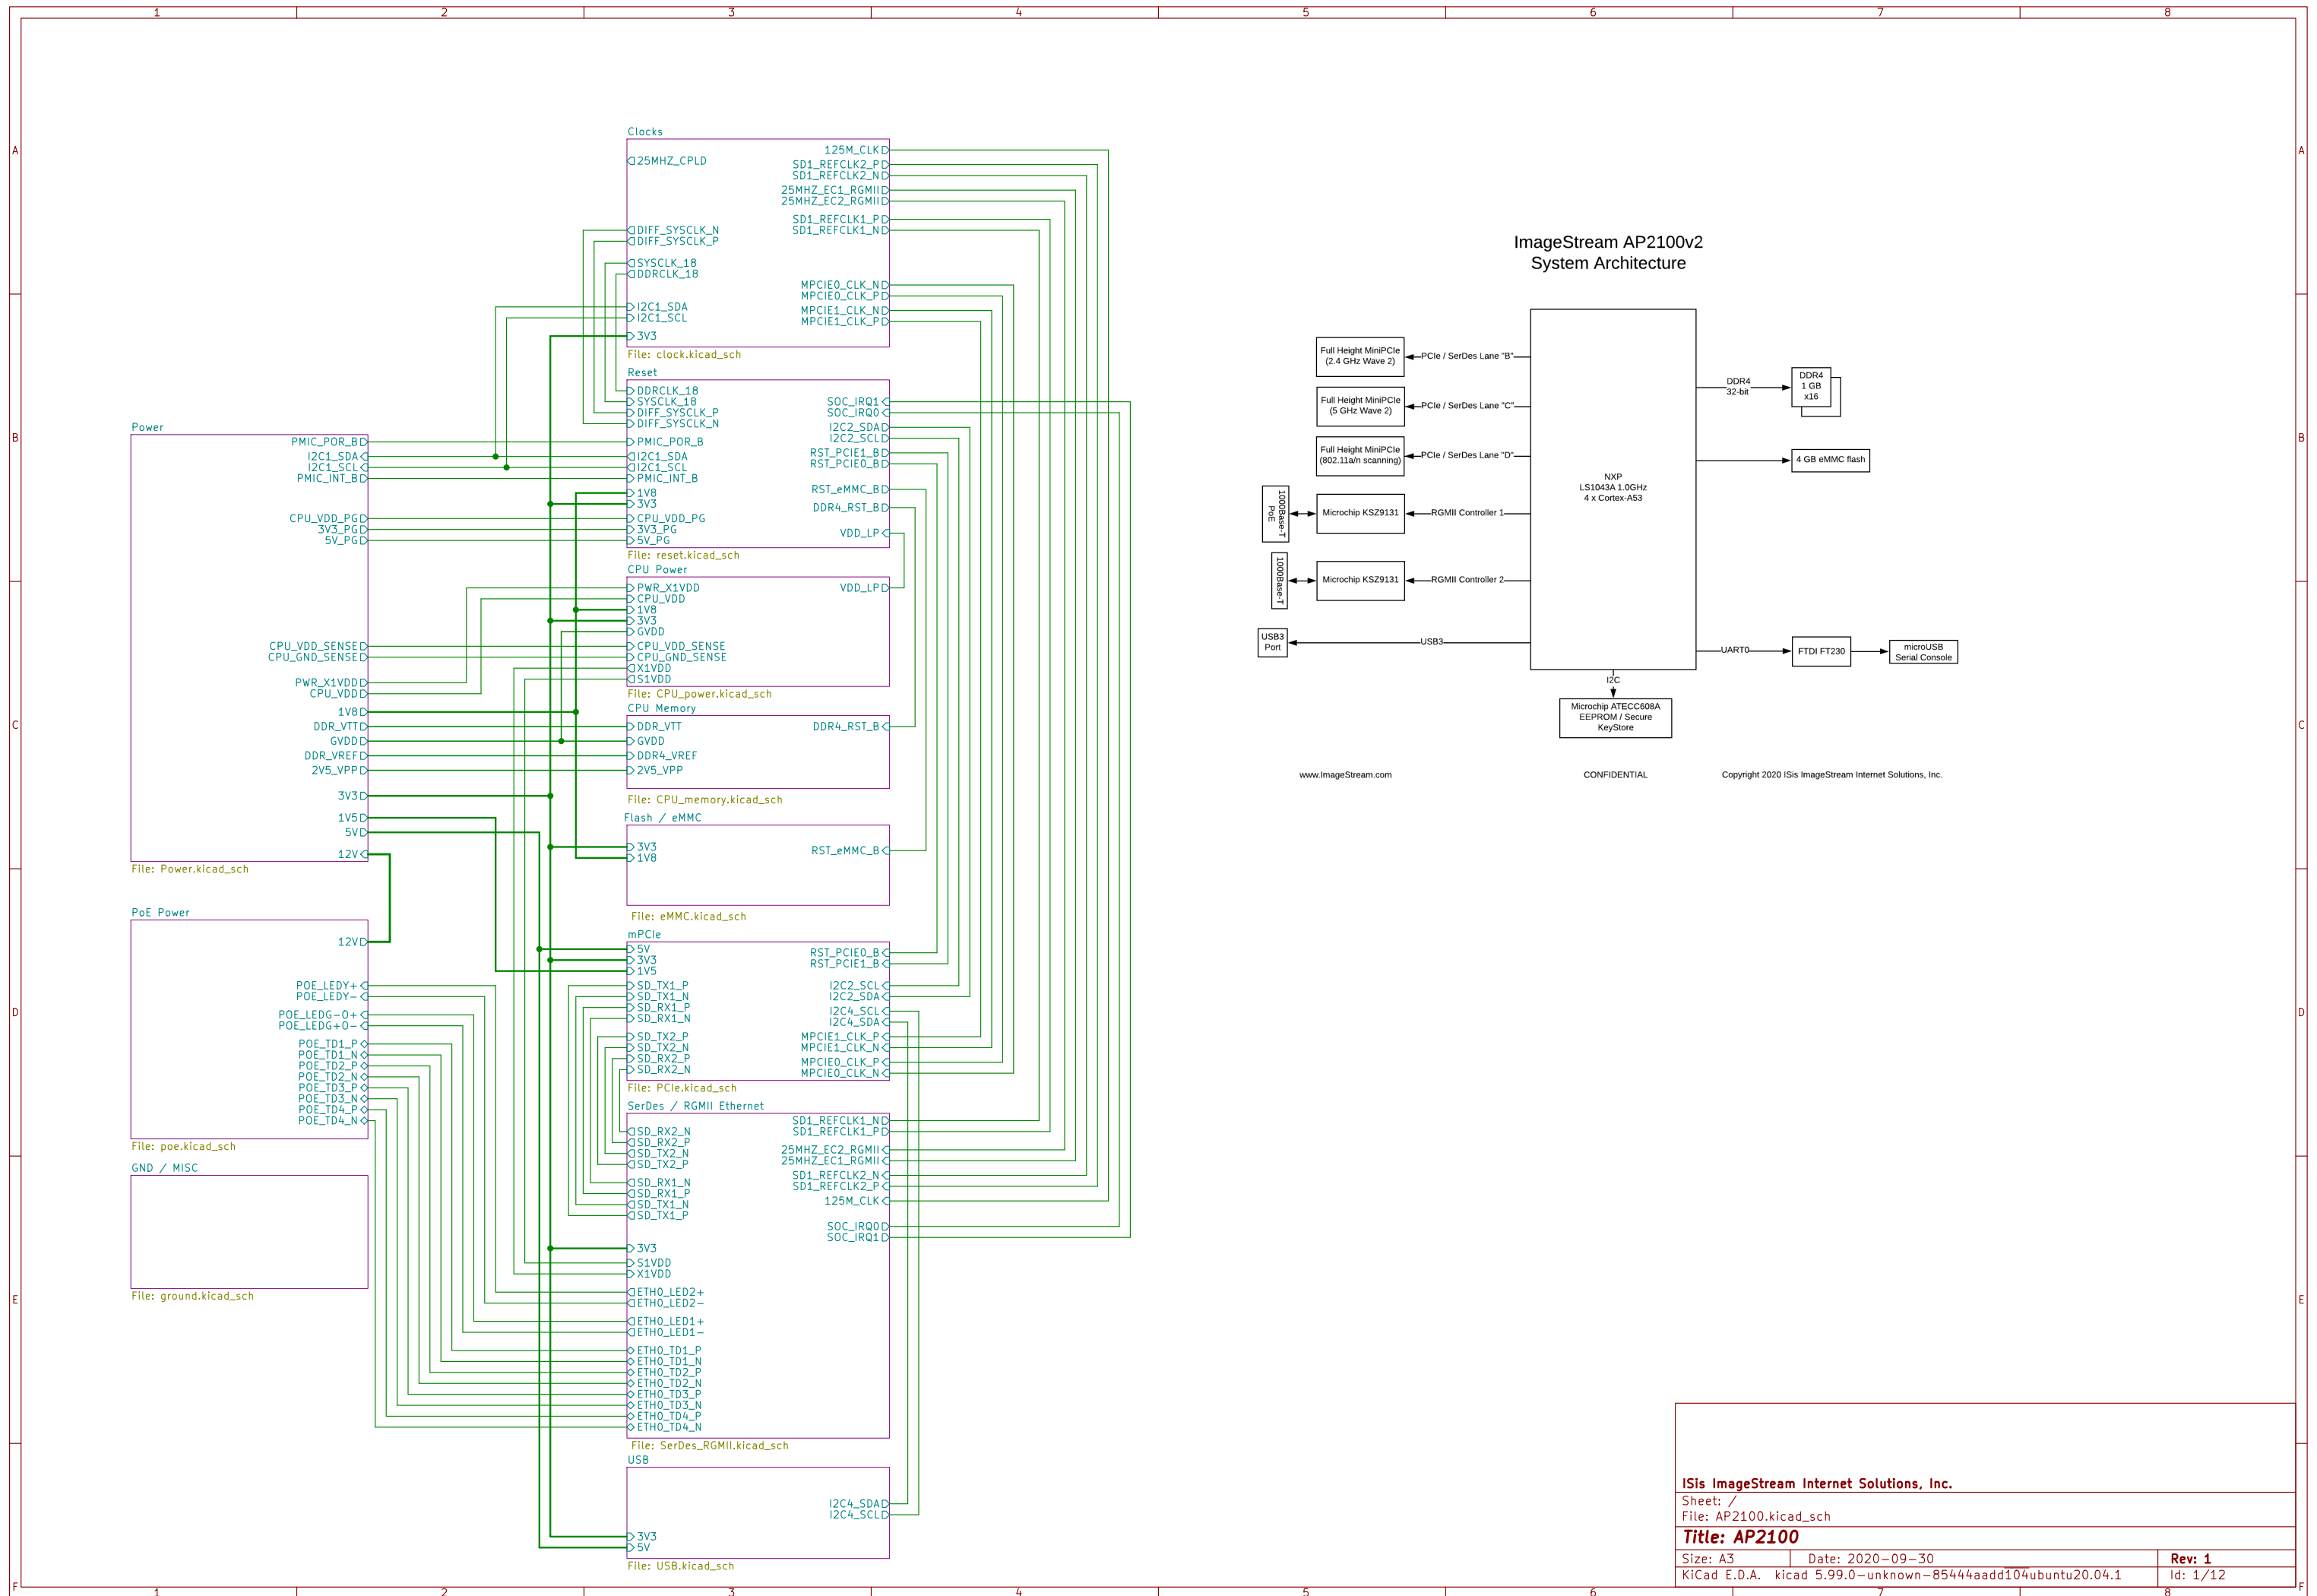 1 2 3 4 5 6 7 8
A
B
C
D
E
F
Clocks
25MHZ_CPLD
DIFF_SYSCLK_N
DIFF_SYSCLK_P
SYSCLK_18
DDRCLK_18
I2C1_SDA
I2C1_SCL
3V3
125M_CLK
SD1_REFCLK2_P
SD1_REFCLK2_N
25MHZ_EC1_RGMII
25MHZ_EC2_RGMII
SD1_REFCLK1_P
SD1_REFCLK1_N
MPCIE0_CLK_N
MPCIE0_CLK_P
MPCIE1_CLK_N
MPCIE1_CLK_P
File: clock.kicad_sch
Reset
DDRCLK_18
SYSCLK_18
DIFF_SYSCLK_P
DIFF_SYSCLK_N
PMIC_POR_B
I2C1_SDA
I2C1_SCL
PMIC_INT_B
1V8
3V3
CPU_VDD_PG
3V3_PG
5V_PG
SOC_IRQ1
SOC_IRQ0
I2C2_SDA
I2C2_SCL
RST_PCIE1_B
RST_PCIE0_B
RST_eMMC_B
DDR4_RST_B
VDD_LP
File: reset.kicad_sch
Power
PMIC_POR_B
I2C1_SDA
I2C1_SCL
PMIC_INT_B
CPU_VDD_PG
3V3_PG
5V_PG
CPU_VDD_SENSE
CPU_GND_SENSE
PWR_X1VDD
CPU_VDD
1V8
DDR_VTT
GVDD
DDR_VREF
2V5_VPP
3V3
1V5
5V
12V
File: Power.kicad_sch
CPU Power
PWR_X1VDD
CPU_VDD
1V8
3V3
GVDD
CPU_VDD_SENSE
CPU_GND_SENSE
X1VDD
S1VDD
VDD_LP
File: CPU_power.kicad_sch
CPU Memory
DDR_VTT
GVDD
DDR4_VREF
2V5_VPP
DDR4_RST_B
File: CPU_memory.kicad_sch
Flash / eMMC
3V3
1V8
RST_eMMC_B
File: eMMC.kicad_sch
PoE Power
12V
POE_LEDY+
POE_LEDY-
POE_LEDG-O+
POE_LEDG+O-
POE_TD1_P
POE_TD1_N
POE_TD2_P
POE_TD2_N
POE_TD3_P
POE_TD3_N
POE_TD4_P
POE_TD4_N
File: poe.kicad_sch
GND / MISC
File: ground.kicad_sch
mPCIe
5V
3V3
1V5
SD_TX1_P
SD_TX1_N
SD_RX1_P
SD_RX1_N
SD_TX2_P
SD_TX2_N
SD_RX2_P
SD_RX2_N
RST_PCIE0_B
RST_PCIE1_B
I2C2_SCL
I2C2_SDA
I2C4_SCL
I2C4_SDA
MPCIE1_CLK_P
MPCIE1_CLK_N
MPCIE0_CLK_P
MPCIE0_CLK_N
File: PCIe.kicad_sch
SerDes / RGMII Ethernet
SD_RX2_N
SD_RX2_P
SD_TX2_N
SD_TX2_P
SD_RX1_N
SD_RX1_P
SD_TX1_N
SD_TX1_P
3V3
S1VDD
X1VDD
ETH0_LED2+
ETH0_LED2-
ETH0_LED1+
ETH0_LED1-
ETH0_TD1_P
ETH0_TD1_N
ETH0_TD2_P
ETH0_TD2_N
ETH0_TD3_P
ETH0_TD3_N
ETH0_TD4_P
ETH0_TD4_N
SD1_REFCLK1_N
SD1_REFCLK1_P
25MHZ_EC2_RGMII
25MHZ_EC1_RGMII
SD1_REFCLK2_N
SD1_REFCLK2_P
125M_CLK
SOC_IRQ0
SOC_IRQ1
File: SerDes_RGMII.kicad_sch
USB
I2C4_SDA
I2C4_SCL
3V3
5V
File: USB.kicad_sch
ImageStream AP2100v2
System Architecture
Full Height MiniPCIe
(2.4 GHz Wave 2)
PCIe / SerDes Lane "B"
Full Height MiniPCIe
(5 GHz Wave 2)
PCIe / SerDes Lane "C"
Full Height MiniPCIe
(802.11a/n scanning)
PCIe / SerDes Lane "D"
1000Base-T
PoE
Microchip KSZ9131
RGMII Controller 1
1000Base-T
Microchip KSZ9131
RGMII Controller 2
USB3
Port
USB3
NXP
LS1043A 1.0GHz
4 x Cortex-A53
DDR4
32-bit
DDR4
1 GB
x16
4 GB eMMC flash
UART0
FTDI FT230
microUSB
Serial Console
I2C
Microchip ATECC608A
EEPROM / Secure
KeyStore
www.ImageStream.com CONFIDENTIAL Copyright 2020 ISis ImageStream Internet Solutions, Inc.
ISis ImageStream Internet Solutions, Inc.
Sheet: /
File: AP2100.kicad_sch
Title: AP2100
Size: A3 Date: 2020-09-30 Rev: 1
KiCad E.D.A. kicad 5.99.0-unknown-85444aadd104ubuntu20.04.1 Id: 1/12
A
B
C
D
E
F
1 2 3 4 5 6 7 8